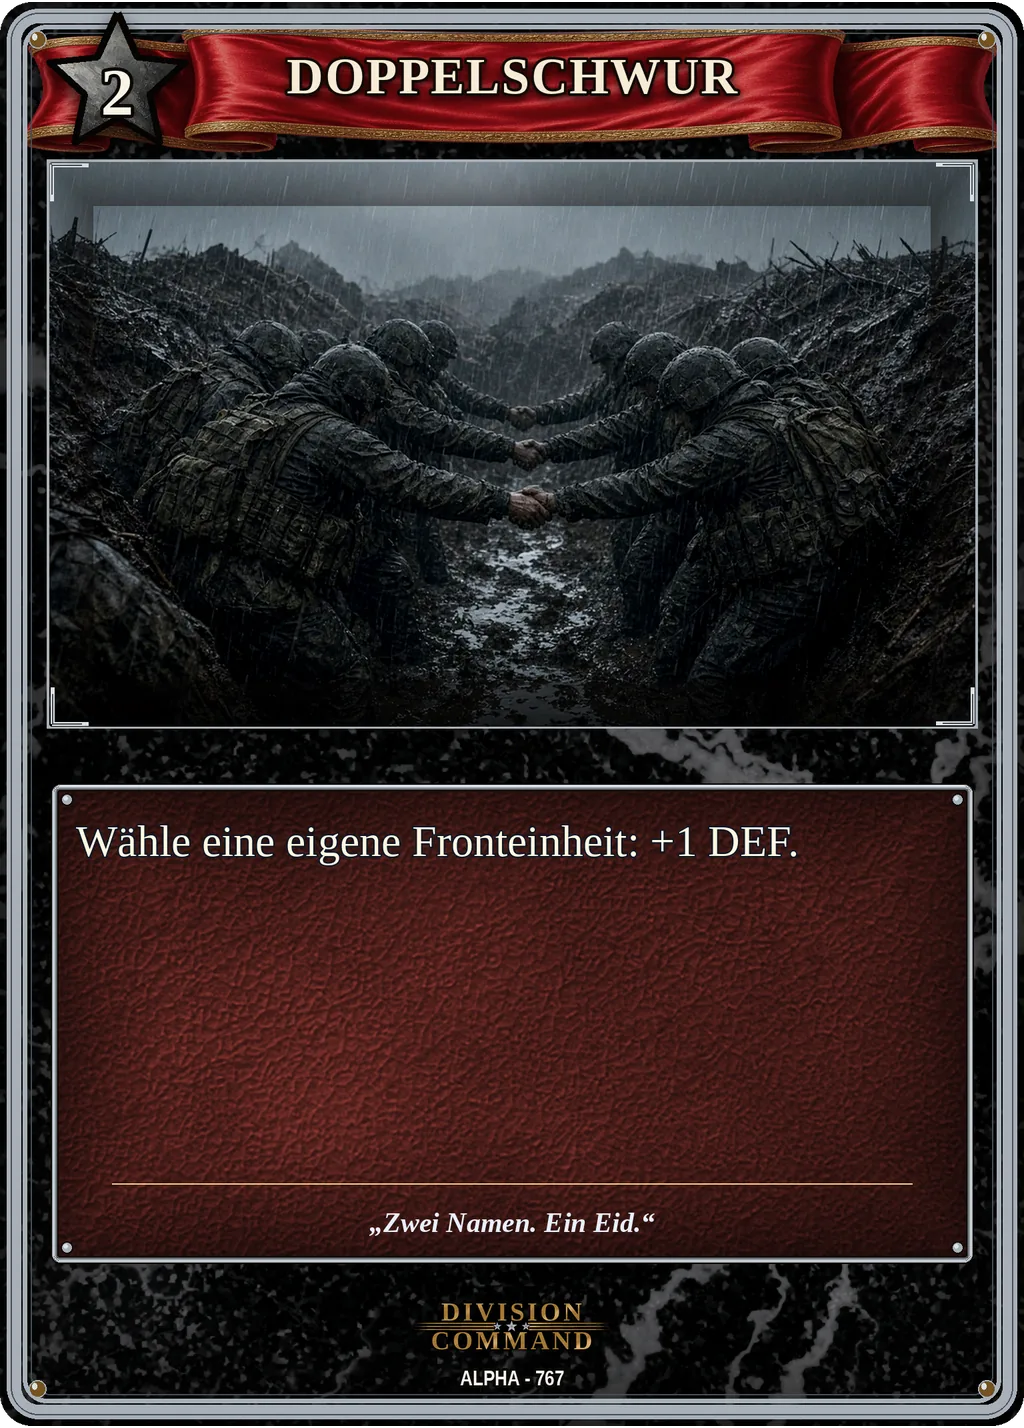 2
DOPPELSCHWUR
Wähle eine eigene Fronteinheit: +1 DEF.
„Zwei Namen. Ein Eid.“
DIVISION
COMMAND
ALPHA - 767